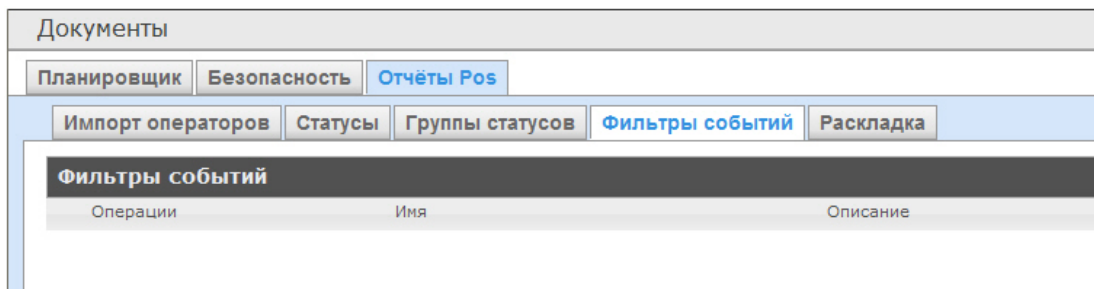 Документы
Планировщик Безопасность Отчёты Pos
Импорт операторов Статусы Группы статусов Фильтры событий Раскладка
Фильтры событий
Операции Имя Описание